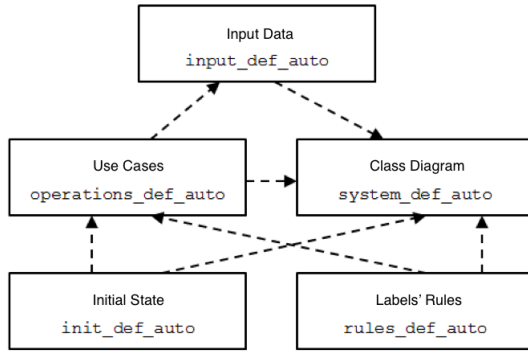 Input Data
input_def_auto
Use Cases
operations_def_auto
Class Diagram
system_def_auto
Initial State
init_def_auto
Labels' Rules
rules_def_auto